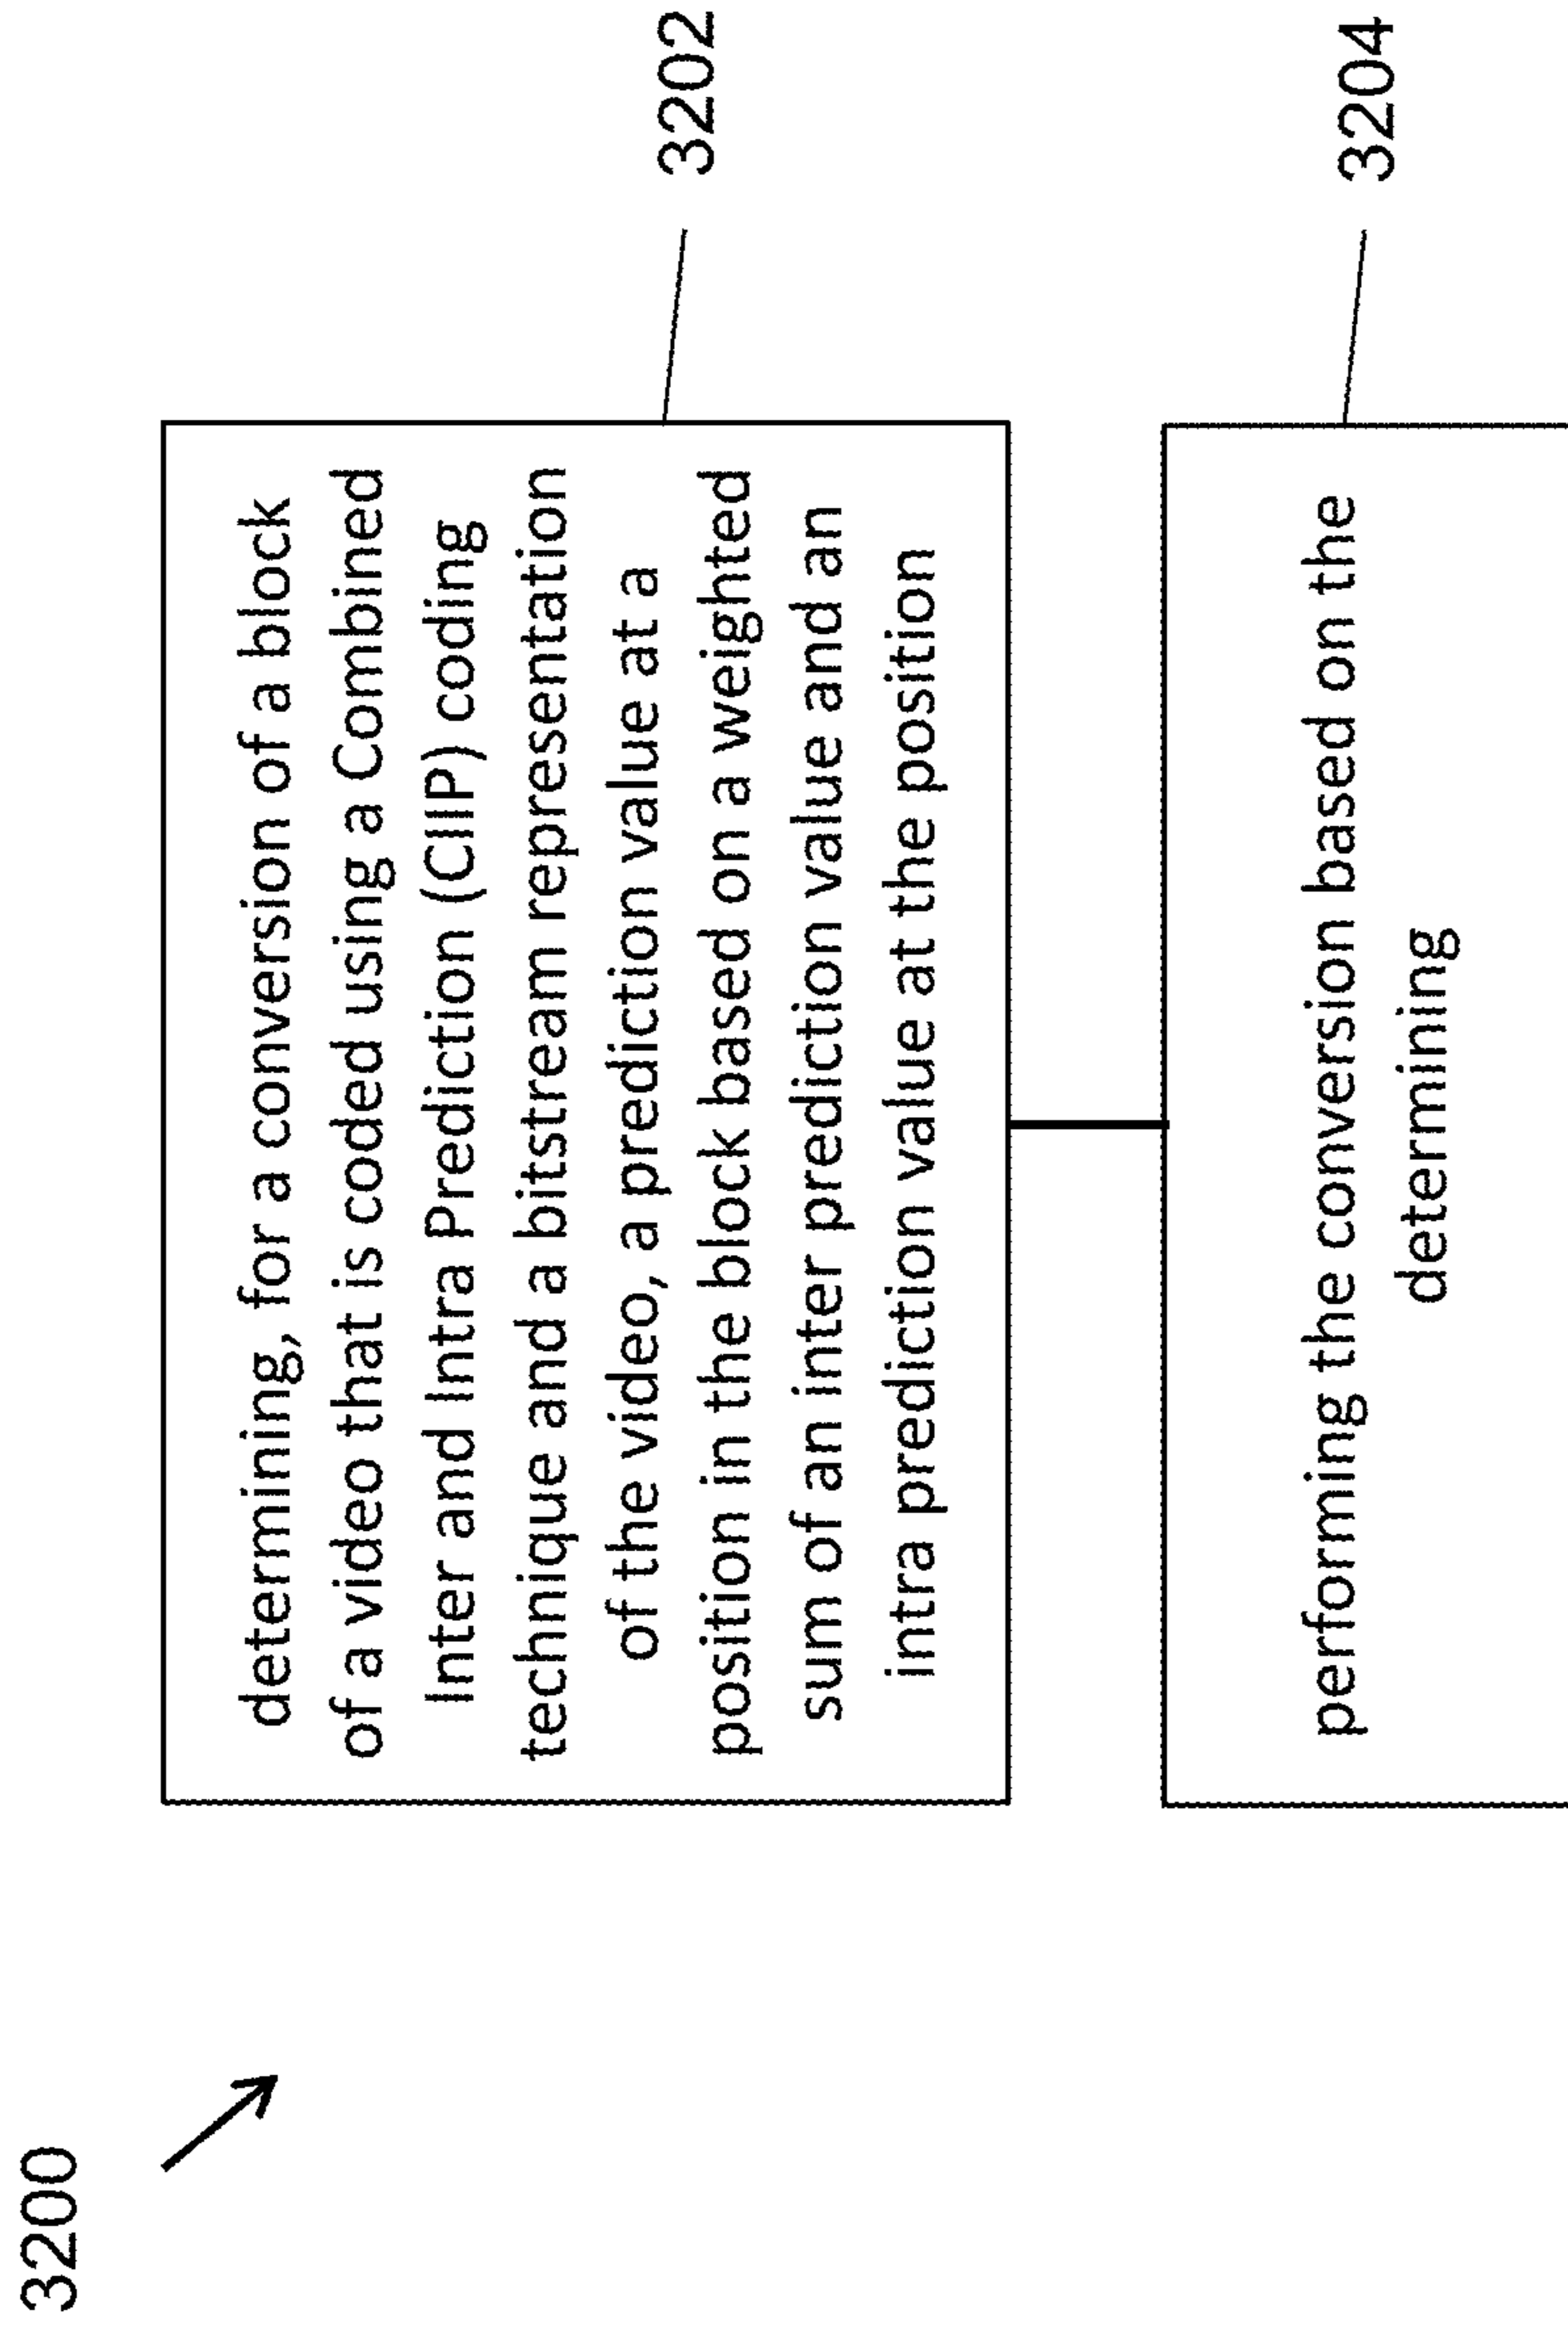 3200
determining, for a conversion of a block
of a video that is coded using a Combined
Inter and Intra Prediction (CIIP) coding
technique and a bitstream representation
of the video, a prediction value at a
position in the block based on a weighted
sum of an inter prediction value and an
intra prediction value at the position
3202
performing the conversion based on the
determining
3204